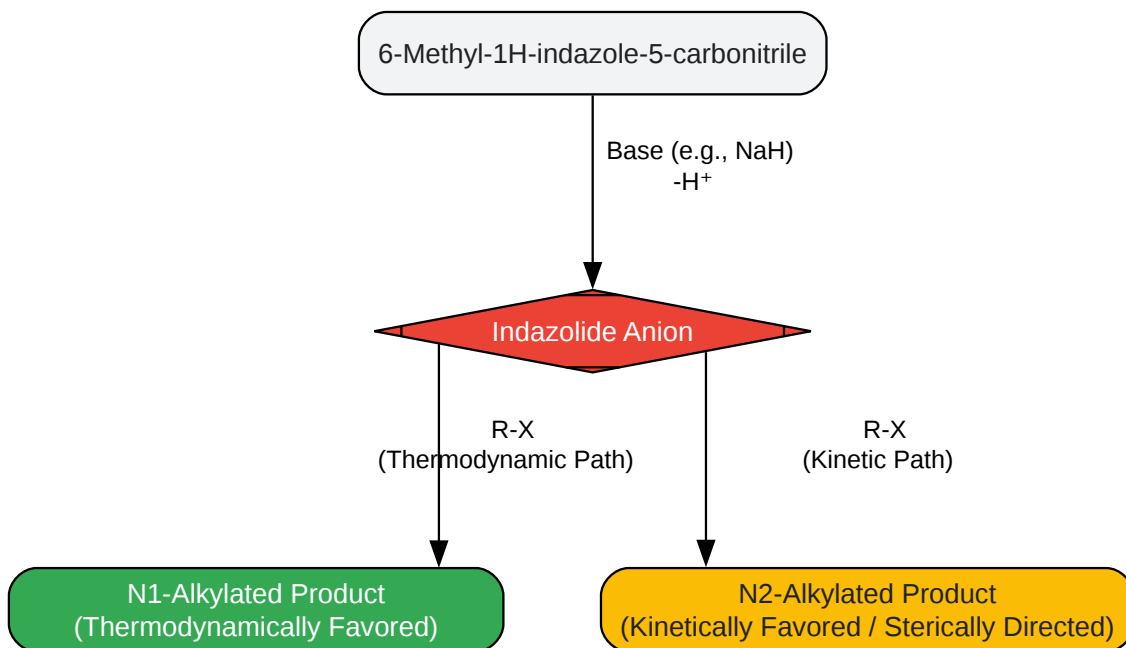 6-Methyl-1H-indazole-5-carbonitrile
Base (e.g., NaH)
-H⁺
Indazolide Anion
R-X
(Thermodynamic Path)
R-X
(Kinetic Path)
N1-Alkylated Product
(Thermodynamically Favored)
N2-Alkylated Product
(Kinetically Favored / Sterically Directed)